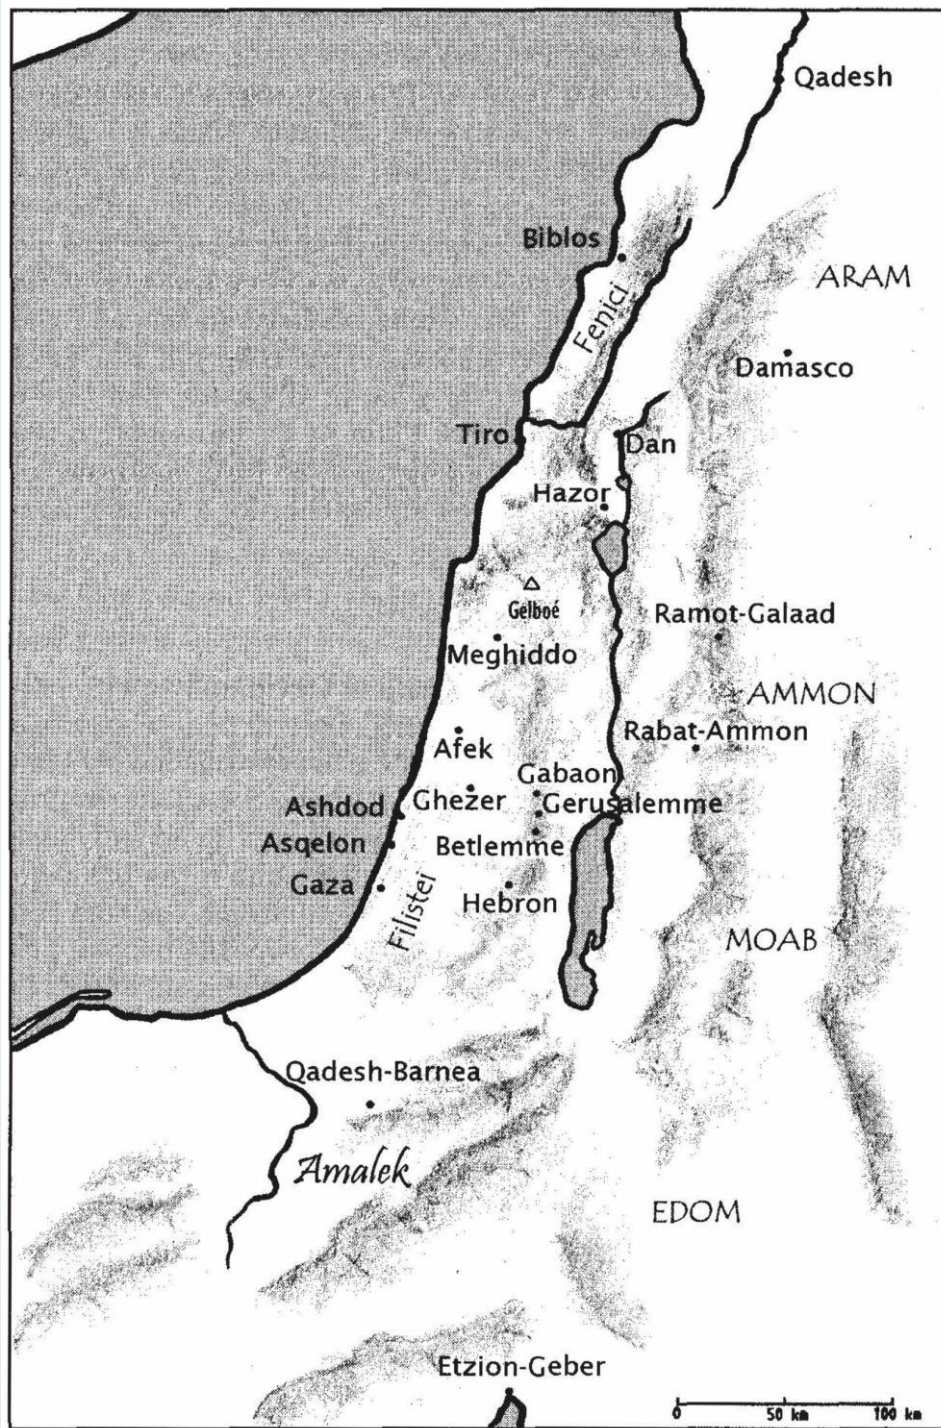 Qadesh
Biblos
ARAM
Fenici
Damasco
Tiro
Dan
Hazor
Gelboé
Ramot-Galaad
Meghiddo
AMMON
Rabat-Ammon
Afek
Gabaon
Ghezer
Ashdod
Gerusalemme
Asqelon
Betlemme
Gaza
Hebron
Filistei
MOAB
Qadesh-Barnea
Amalek
EDOM
Etzion-Geber
0 50 km 100 km